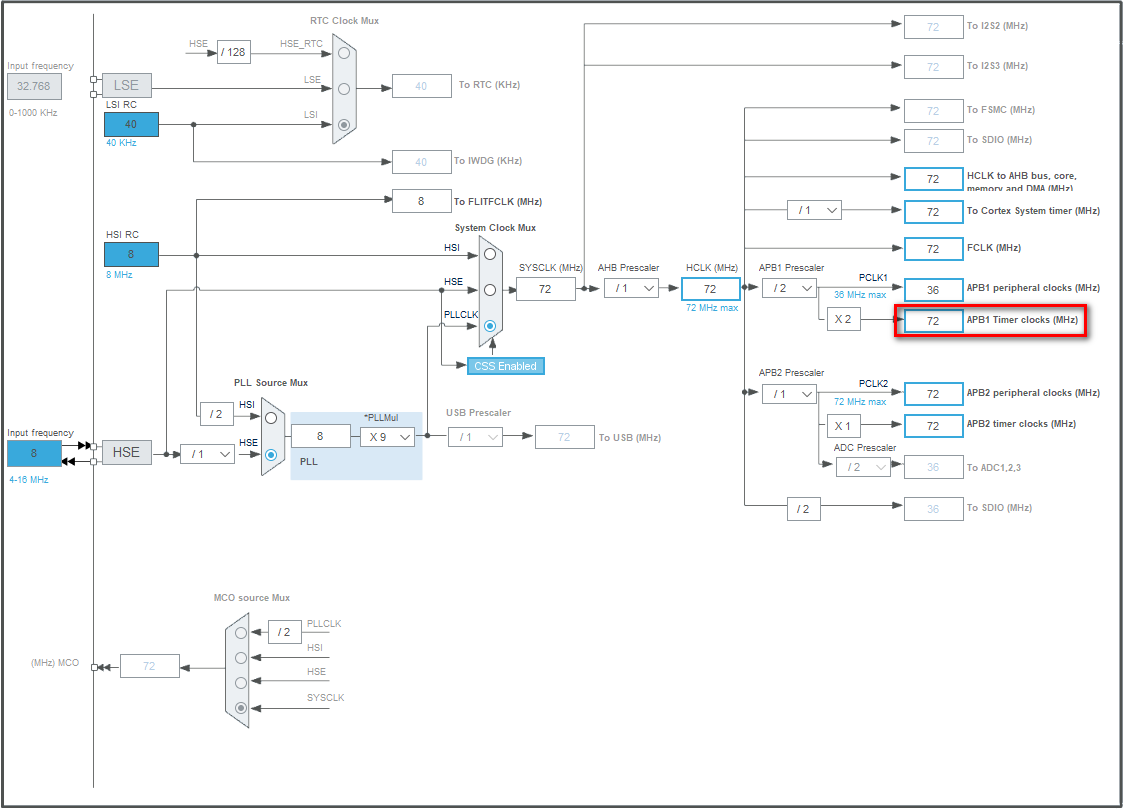 RTC Clock Mux
HSE
/ 128
HSE_RTC
Input frequency
32.768
0-1000 KHz
LSE
LSE
LSI RC
40
40 KHz
LSI
40
To RTC (KHz)
40
To IWDG (KHz)
8
To FLITFCLK (MHz)
HSI RC
8
8 MHz
System Clock Mux
HSI
HSE
PLLCLK
CSS Enabled
SYSCLK (MHz)
72
AHB Prescaler
/ 1
HCLK (MHz)
72
72 MHz max
72
To I2S2 (MHz)
72
To I2S3 (MHz)
72
To FSMC (MHz)
72
To SDIO (MHz)
72
HCLK to AHB bus, core,
memory and DMA (MHz)
/ 1
72
To Cortex System timer (MHz)
72
FCLK (MHz)
APB1 Prescaler
/ 2
PCLK1
36 MHz max
36
APB1 peripheral clocks (MHz)
X 2
72
APB1 Timer clocks (MHz)
APB2 Prescaler
/ 1
PCLK2
72 MHz max
72
APB2 peripheral clocks (MHz)
X 1
72
APB2 timer clocks (MHz)
ADC Prescaler
/ 2
36
To ADC1,2,3
/ 2
36
To SDIO (MHz)
PLL Source Mux
/ 2
HSI
Input frequency
8
4-16 MHz
HSE
/ 1
HSE
8
*PLLMul
X 9
PLL
USB Prescaler
/ 1
72
To USB (MHz)
MCO source Mux
/ 2
PLLCLK
HSI
HSE
SYSCLK
(MHz) MCO
72